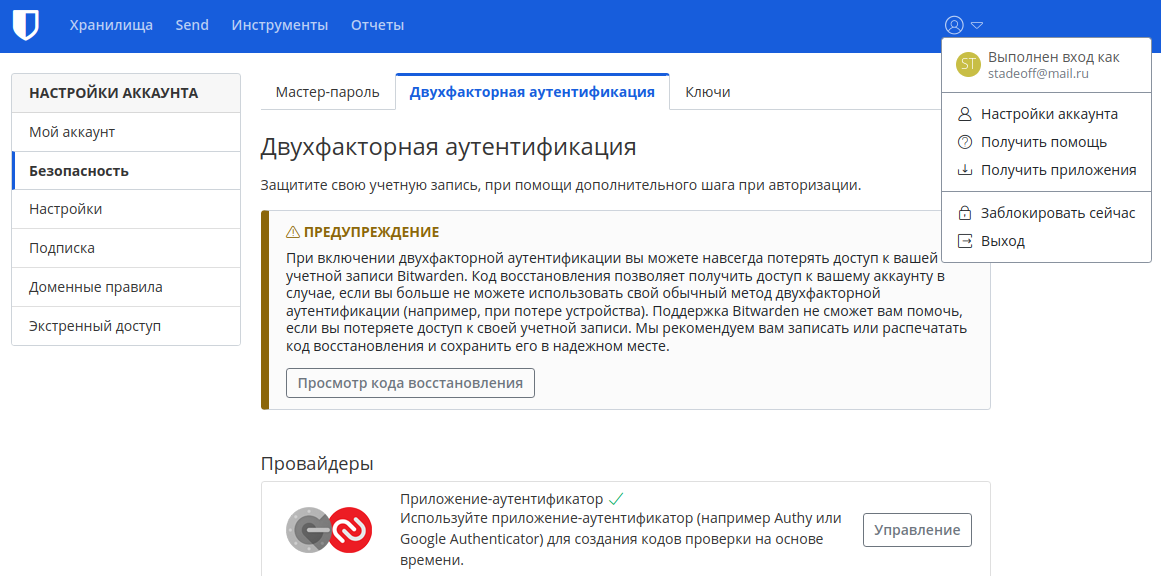 Хранилища Send Инструменты Отчеты
Выполнен вход как
ST
stadeoff@mail.ru
Настройки аккаунта
Получить помощь
Получить приложения
Заблокировать сейчас
Выход
НАСТРОЙКИ АККАУНТА
Мой аккаунт
Безопасность
Настройки
Подписка
Доменные правила
Экстренный доступ
Мастер-пароль Двухфакторная аутентификация Ключи
Двухфакторная аутентификация
Защитите свою учетную запись, при помощи дополнительного шага при авторизации.
ПРЕДУПРЕЖДЕНИЕ
При включении двухфакторной аутентификации вы можете навсегда потерять доступ к вашей
учетной записи Bitwarden. Код восстановления позволяет получить доступ к вашему аккаунту в
случае, если вы больше не можете использовать свой обычный метод двухфакторной
аутентификации (например, при потере устройства). Поддержка Bitwarden не сможет вам помочь,
если вы потеряете доступ к своей учетной записи. Мы рекомендуем вам записать или распечатать
код восстановления и сохранить его в надежном месте.
Просмотр кода восстановления
Провайдеры
Приложение-аутентификатор
Используйте приложение-аутентификатор (например Authy или
Google Authenticator) для создания кодов проверки на основе
времени.
Управление